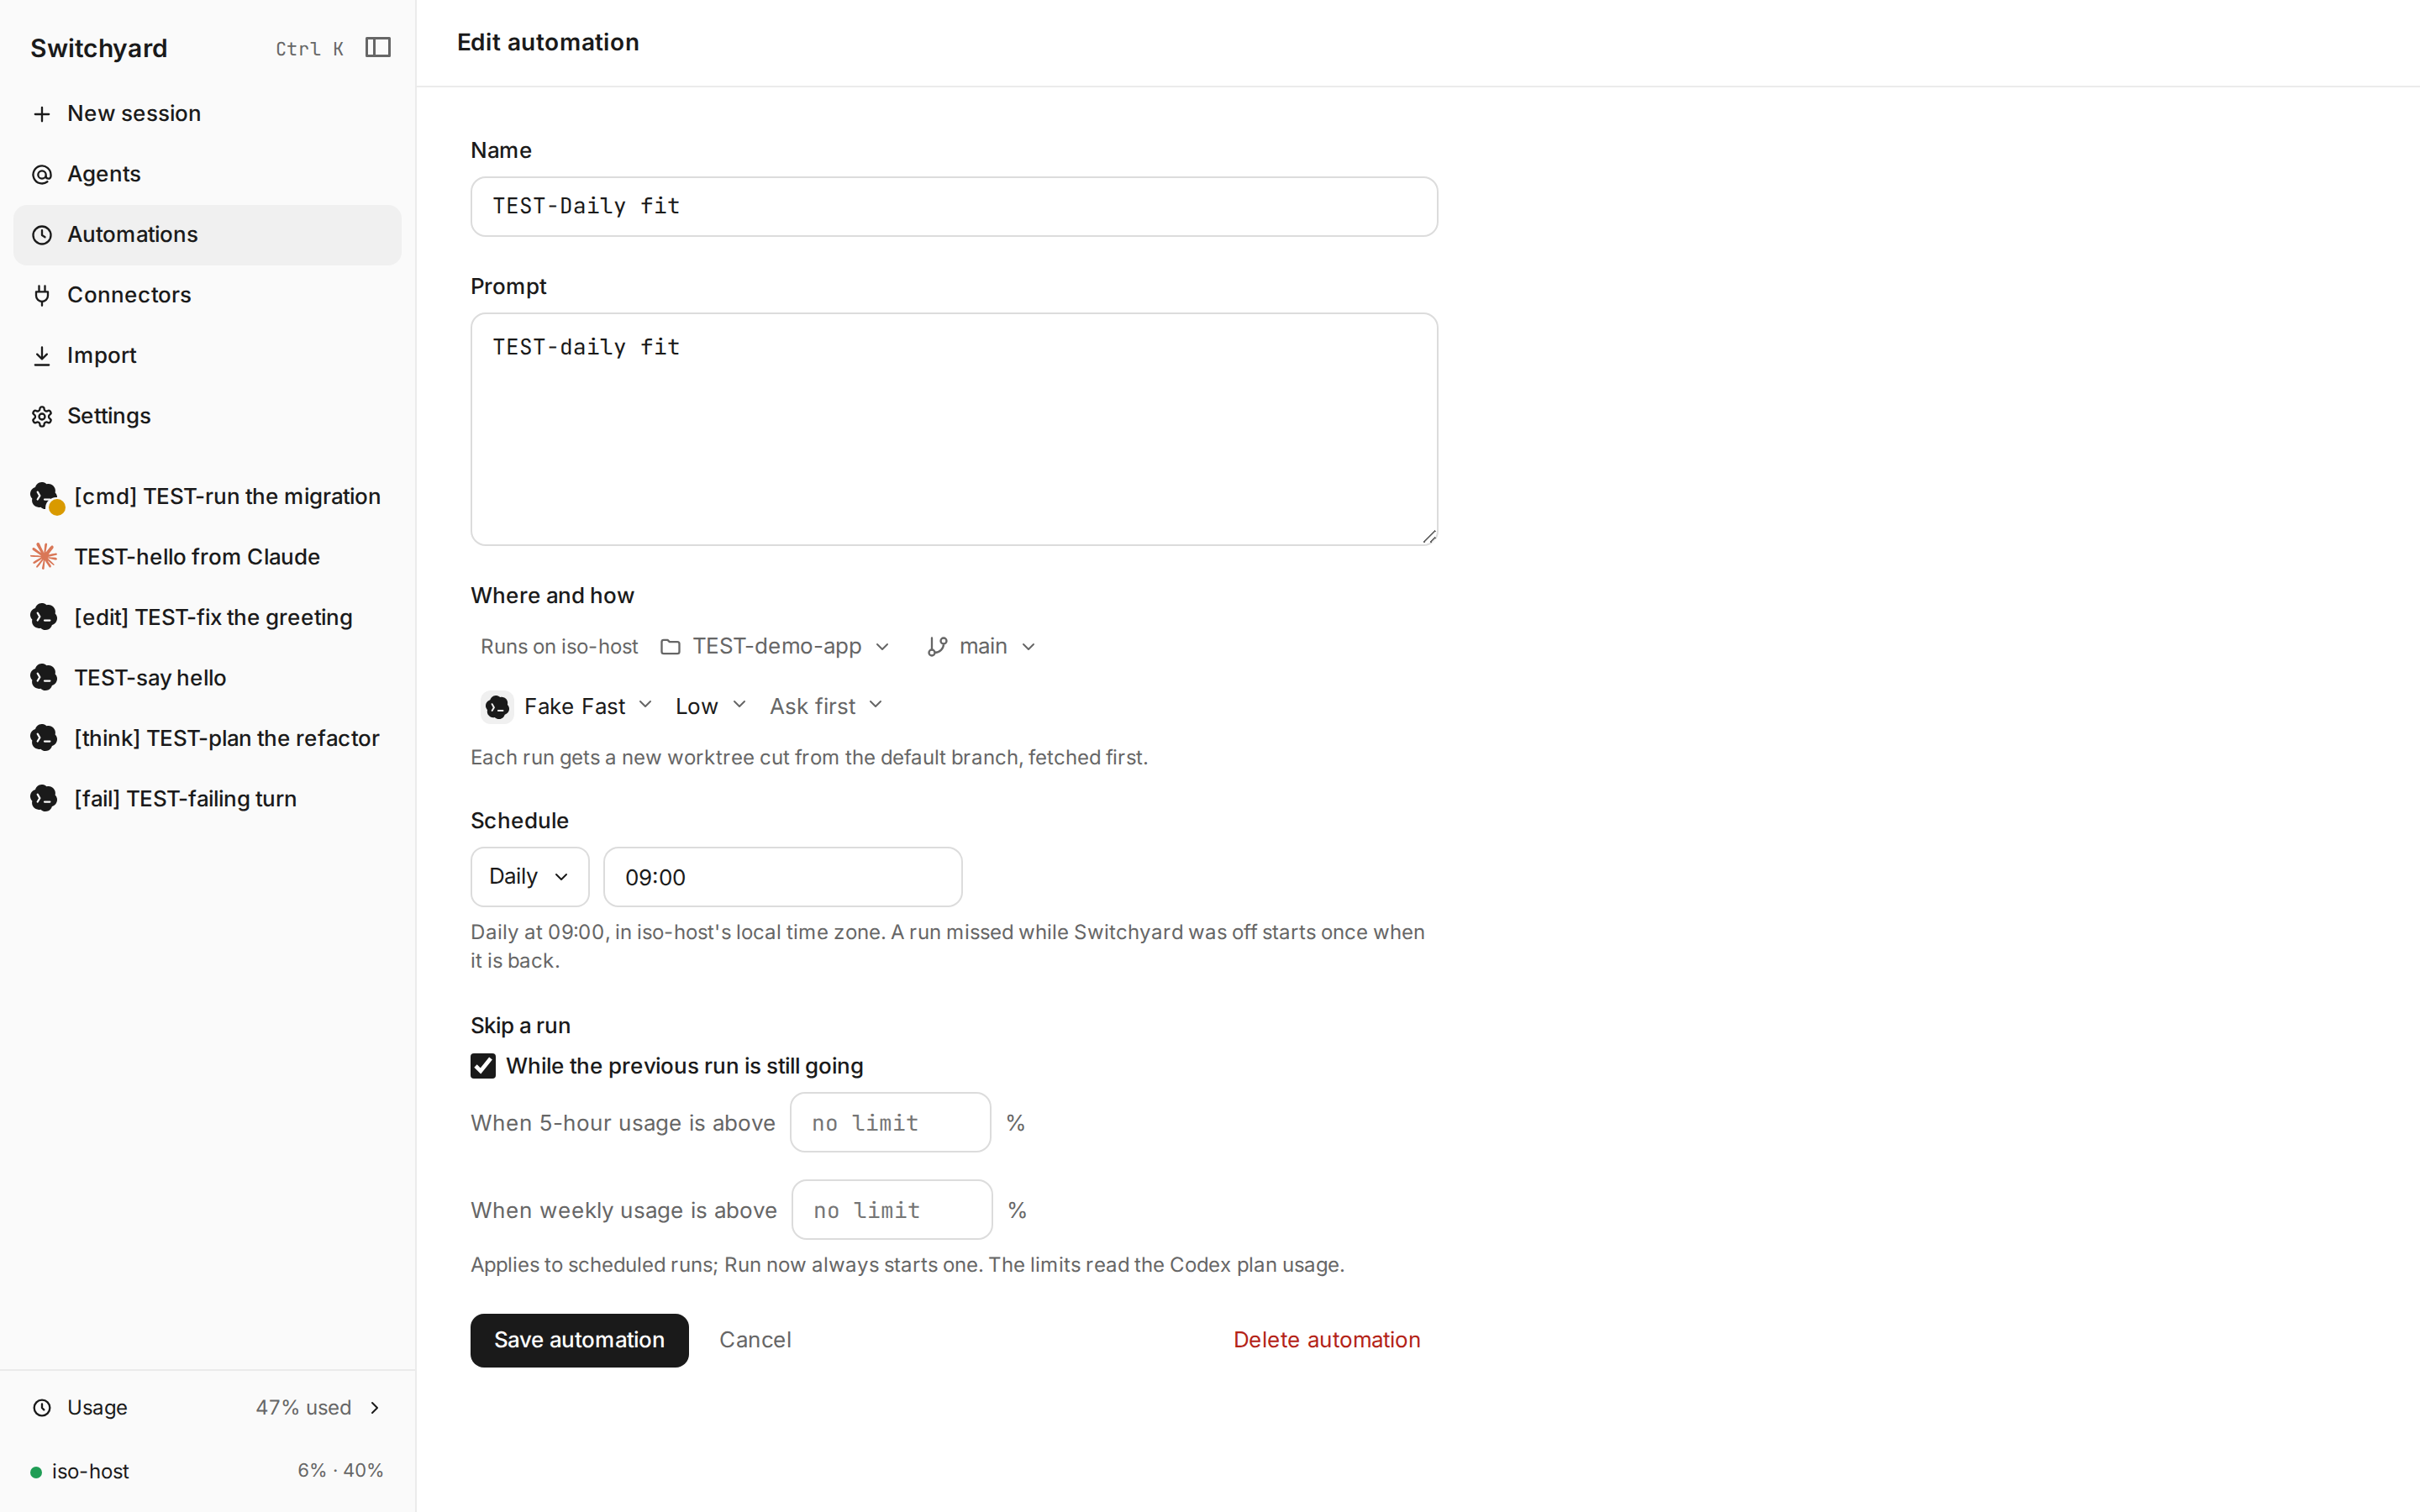 Switchyard Ctrl K
New session
Agents
Automations
Connectors
Import
Settings
[cmd] TEST-run the migration
TEST-hello from Claude
[edit] TEST-fix the greeting
TEST-say hello
[think] TEST-plan the refactor
[fail] TEST-failing turn
Usage 47% used
iso-host 6% · 40%
Edit automation
Name
TEST-Daily fit
Prompt
TEST-daily fit
Where and how
Runs on iso-host TEST-demo-app main
Fake Fast Low Ask first
Each run gets a new worktree cut from the default branch, fetched first.
Schedule
Daily 09:00
Daily at 09:00, in iso-host's local time zone. A run missed while Switchyard was off starts once when
it is back.
Skip a run
While the previous run is still going
When 5-hour usage is above no limit %
When weekly usage is above no limit %
Applies to scheduled runs; Run now always starts one. The limits read the Codex plan usage.
Save automation Cancel Delete automation